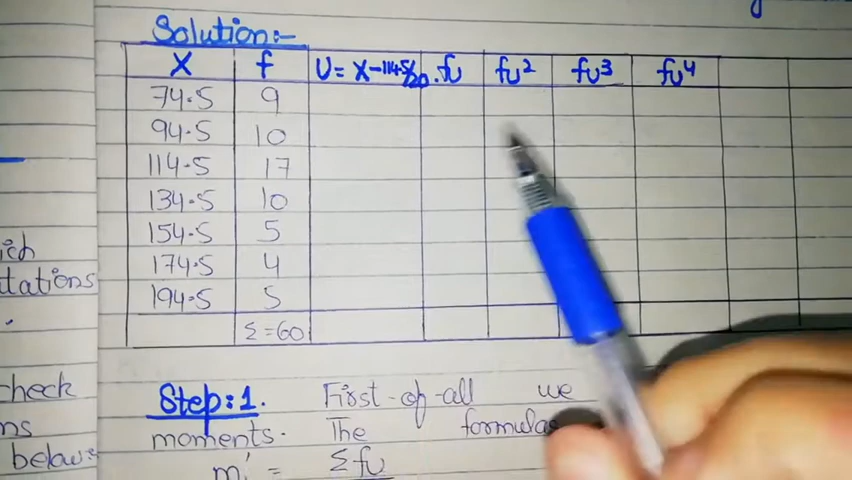 Solution:-
X f U = X-114.5/20 . fu fu² fu³ fu⁴
74.5 9
94.5 10
114.5 17
134.5 10
154.5 5
174.5 4
194.5 5
Σ=60
ich
tations
check
ns
below:
Step:1. First-of-all we
moments. The formulas
m₁' = Σfu